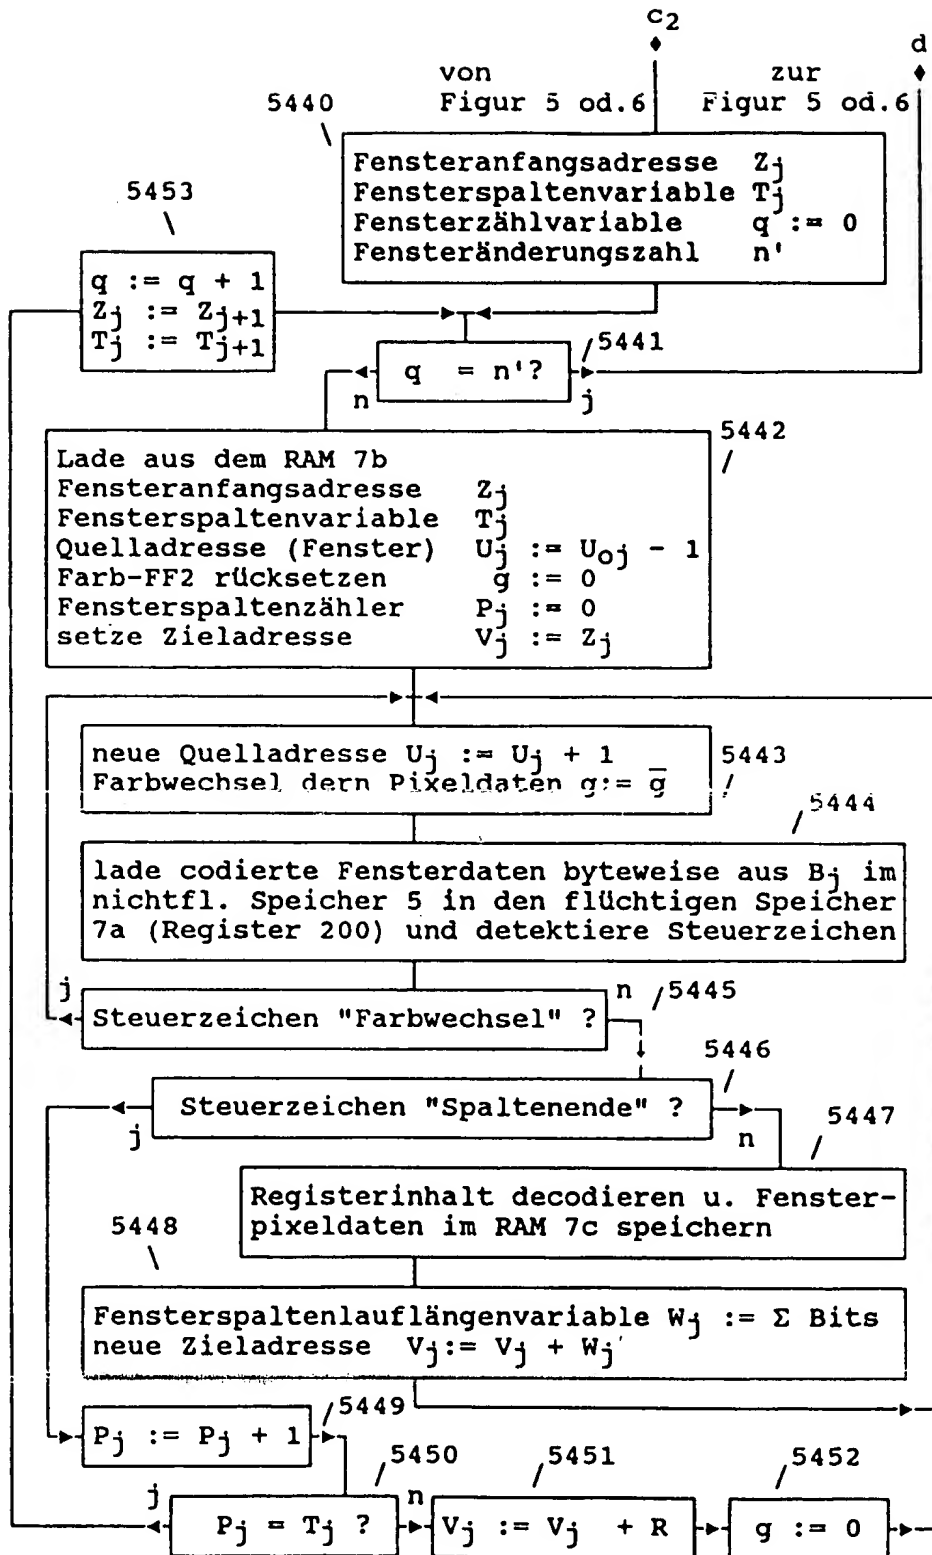 c2
d
von
zur
Figur 5 od.6
Figur 5 od.6
5440
Fensteranfangsadresse Zj
Fensterspaltenvariable Tj
Fensterzählvariable q := 0
Fensteränderungszahl n'
5453
q := q + 1
Zj := Zj+1
Tj := Tj+1
5441
q = n'?
n
j
5442
Lade aus dem RAM 7b
Fensteranfangsadresse Zj
Fensterspaltenvariable Tj
Quelladresse (Fenster) Uj := Uoj - 1
Farb-FF2 rücksetzen g := 0
Fensterspaltenzähler Pj := 0
setze Zieladresse Vj := Zj
neue Quelladresse Uj := Uj + 1
Farbwechsel dern Pixeldaten g:= g̅
5443
5444
lade codierte Fensterdaten byteweise aus Bj im
nichtfl. Speicher 5 in den flüchtigen Speicher
7a (Register 200) und detektiere Steuerzeichen
j
n
5445
Steuerzeichen "Farbwechsel" ?
5446
Steuerzeichen "Spaltenende" ?
j
n
5447
Registerinhalt decodieren u. Fenster-
pixeldaten im RAM 7c speichern
5448
Fensterspaltenlauflängenvariable Wj := Σ Bits
neue Zieladresse Vj:= Vj + Wj
5449
Pj := Pj + 1
5450
5451
5452
j
n
Pj = Tj ?
Vj := Vj + R
g := 0